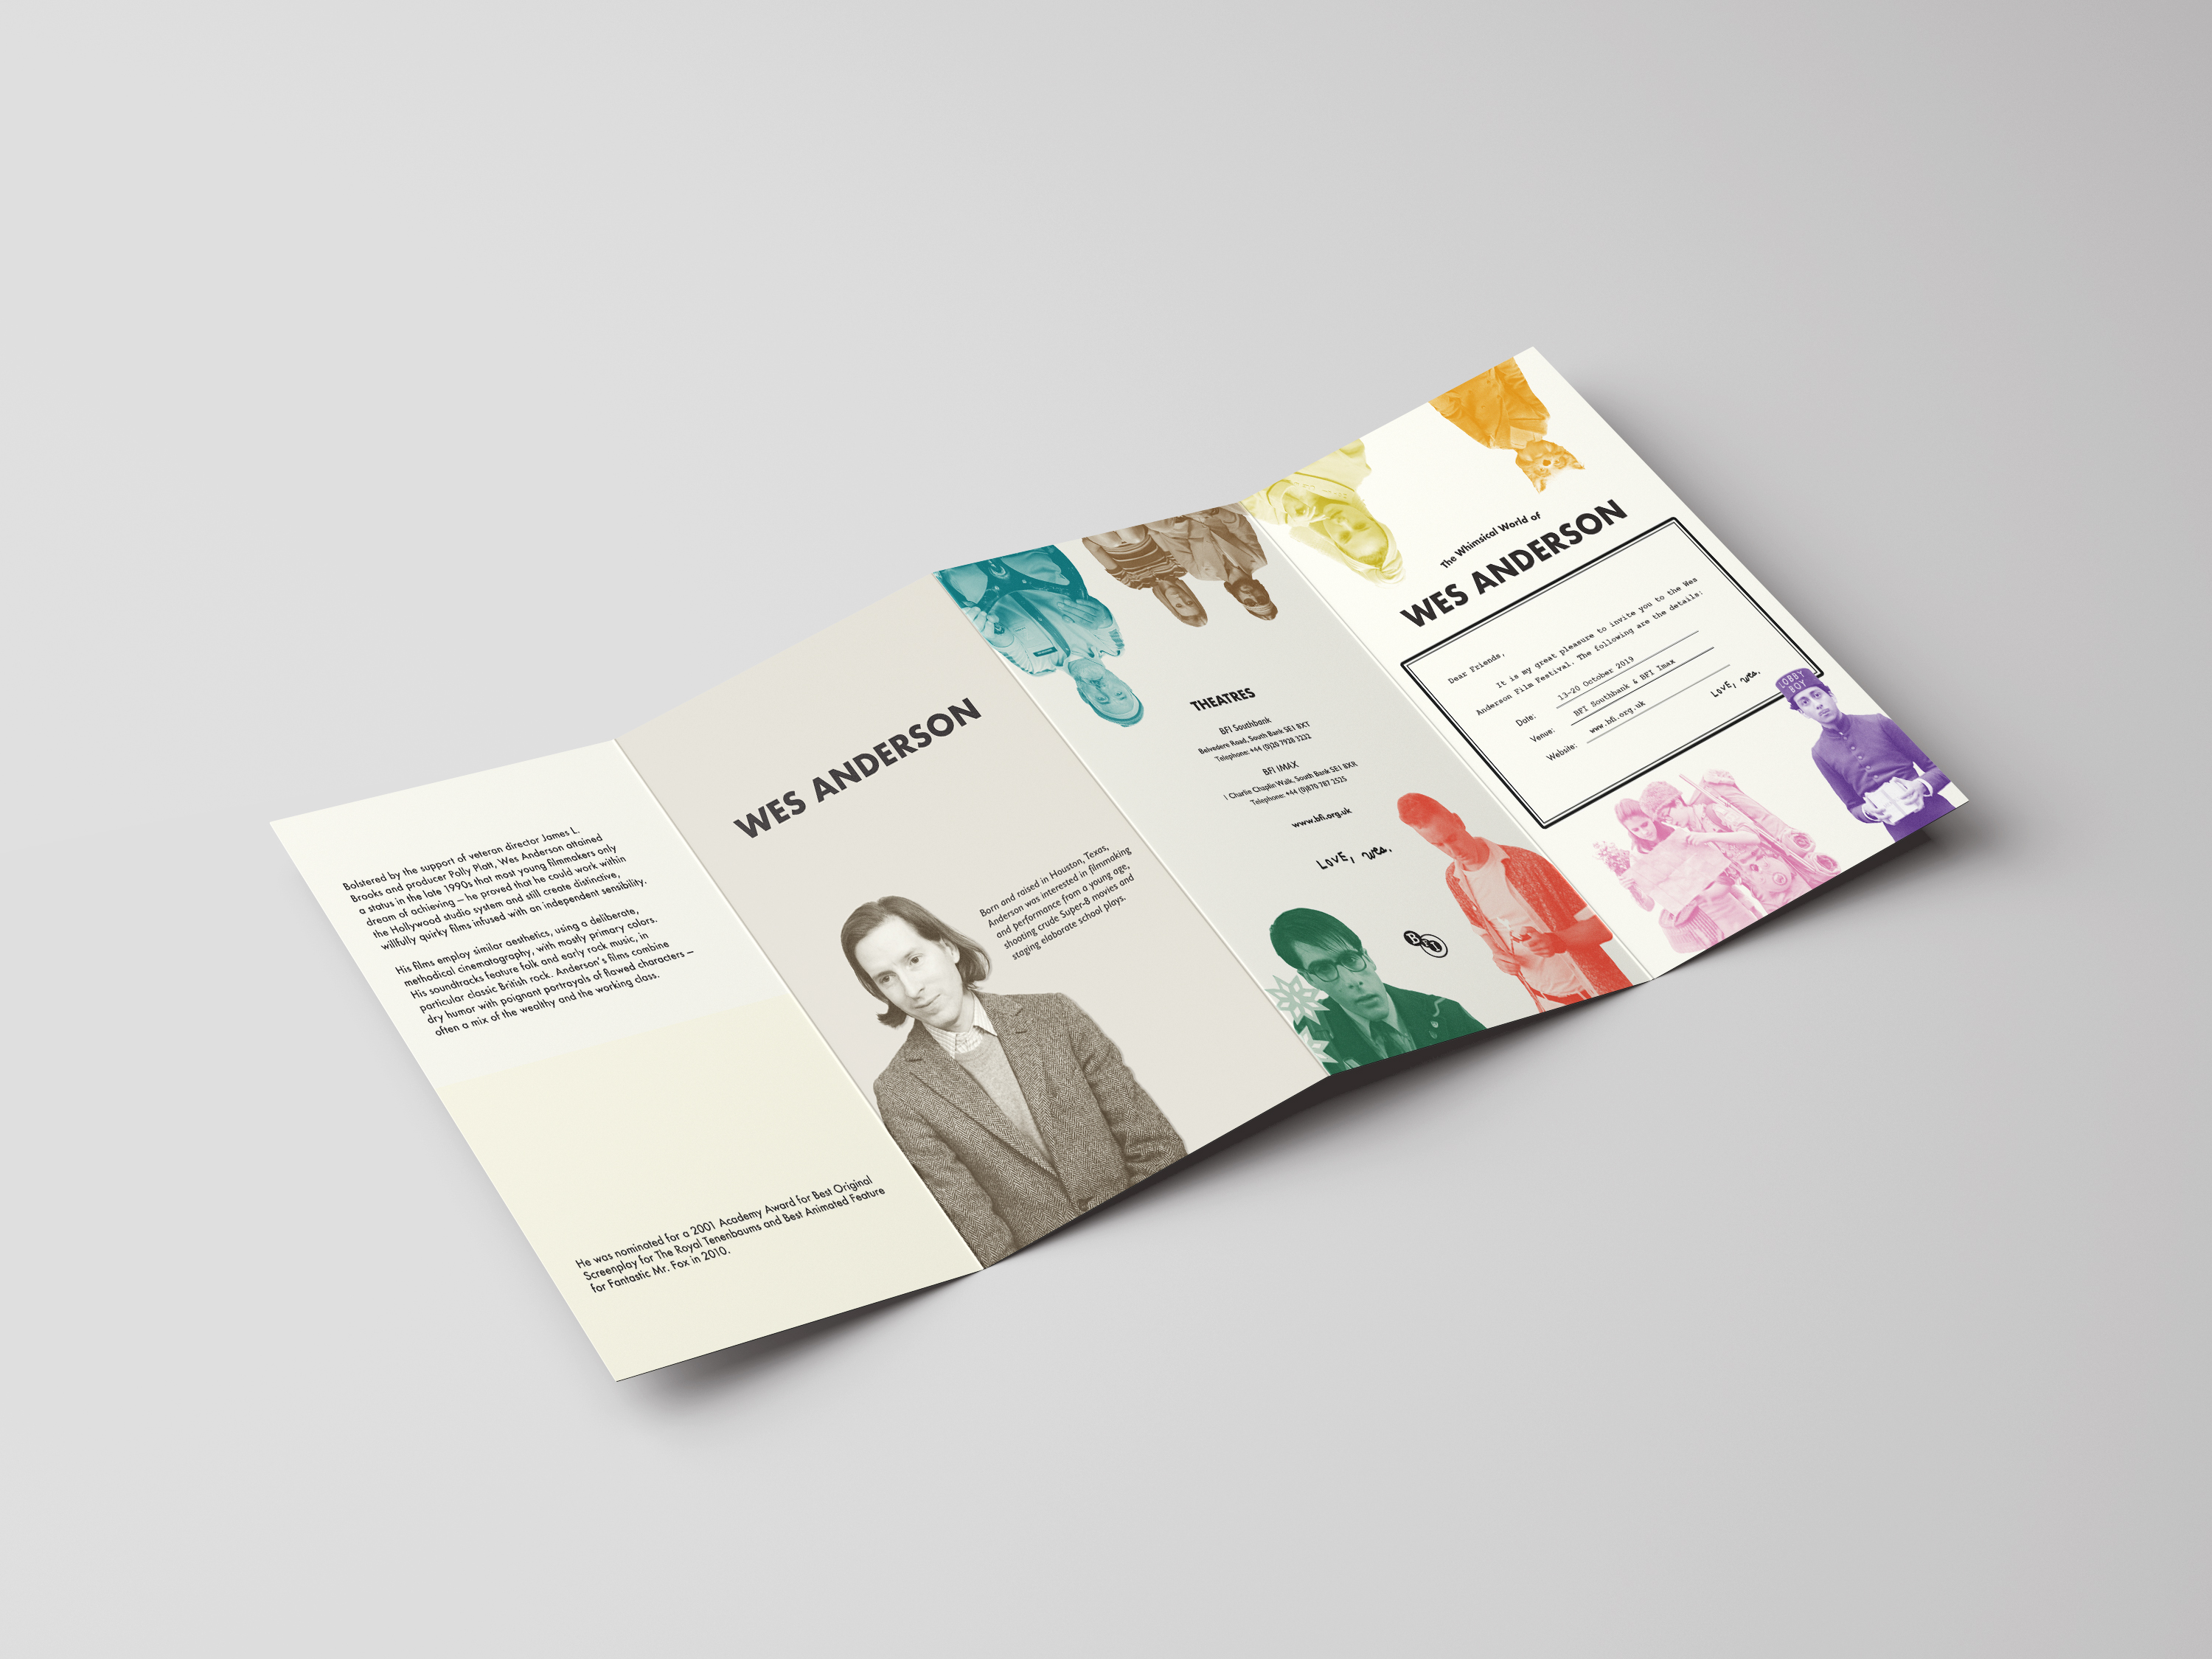 Bolstered by the support of veteran director James L.
Brooks and producer Polly Platt, Wes Anderson attained
a status in the late 1990s that most young filmmakers only
dream of achieving – he proved that he could work within
the Hollywood studio system and still create distinctive,
willfully quirky films infused with an independent sensibility.
His films employ similar aesthetics, using a deliberate,
methodical cinematography, with mostly primary colors.
His soundtracks feature folk and early rock music, in
particular classic British rock. Anderson's films combine
dry humor with poignant portrayals of flawed characters –
often a mix of the wealthy and the working class.
He was nominated for a 2001 Academy Award for Best Original
Screenplay for The Royal Tenenbaums and Best Animated Feature
for Fantastic Mr. Fox in 2010.
WES ANDERSON
Born and raised in Houston, Texas,
Anderson was interested in filmmaking
and performance from a young age,
shooting crude Super-8 movies and
staging elaborate school plays.
THEATRES
BFI Southbank
Belvedere Road, South Bank SE1 8XT
Telephone: +44 (0)20 7928 3232
BFI IMAX
1 Charlie Chaplin Walk, South Bank SE1 8XR
Telephone: +44 (0)870 787 2525
www.bfi.org.uk
LOVE, Wes.
BFI
The Whimsical World of
WES ANDERSON
Dear Friends,
It is my great pleasure to invite you to the Wes
Anderson Film Festival. The following are the details:
Date: 13-20 October 2019
Venue: BFI Southbank & BFI Imax
Website: www.bfi.org.uk
LOVE, Wes.
LOBBY
BOY